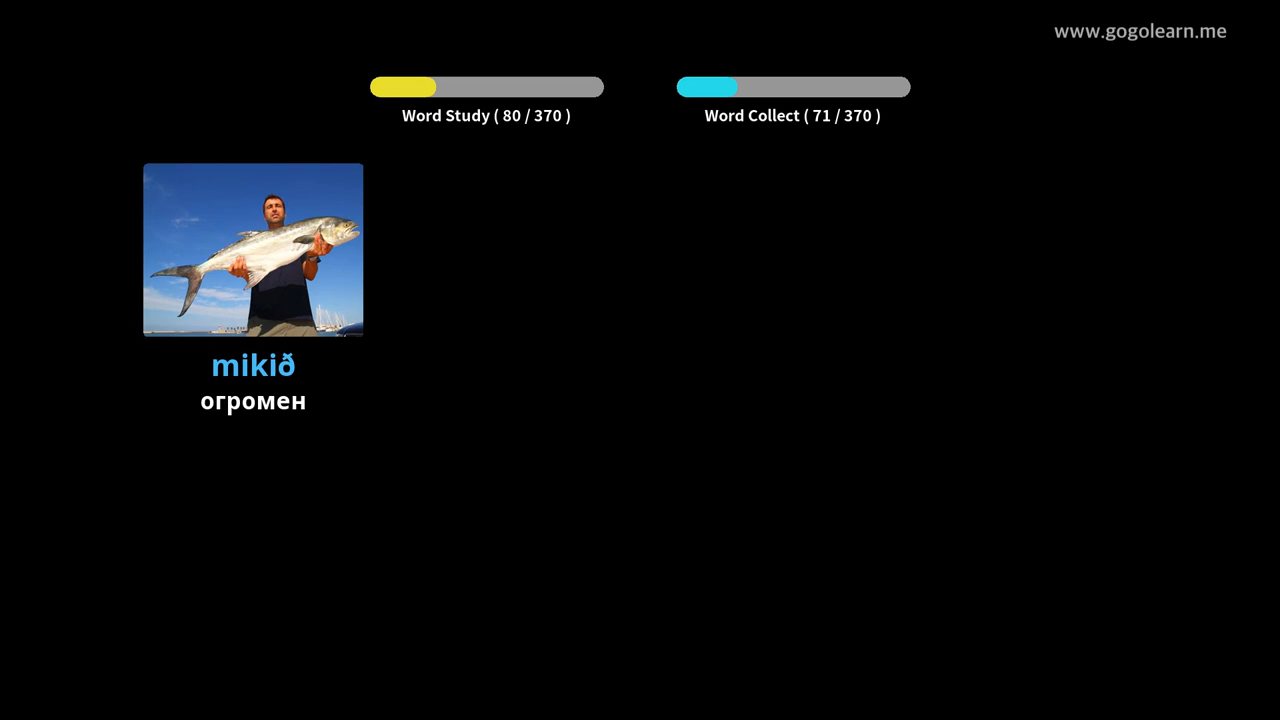 www.gogolearn.me
Word Study ( 80 / 370 )
Word Collect ( 71 / 370 )
mikið
огромен